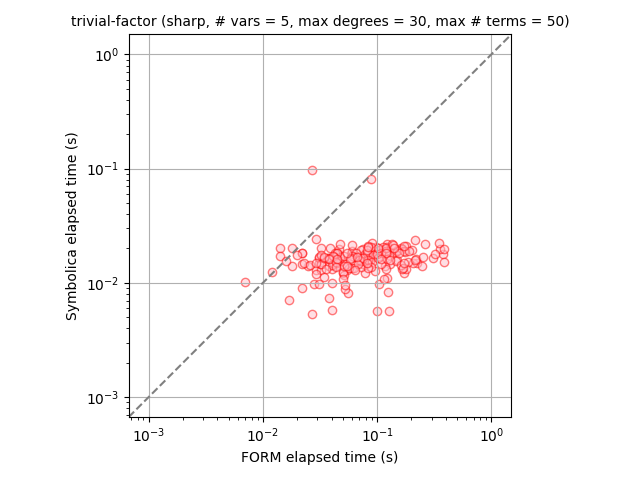 trivial-factor (sharp, # vars = 5, max degrees = 30, max # terms = 50)
Symbolica elapsed time (s)
10⁰
10⁻¹
10⁻²
10⁻³
10⁻³ 10⁻² 10⁻¹ 10⁰
FORM elapsed time (s)